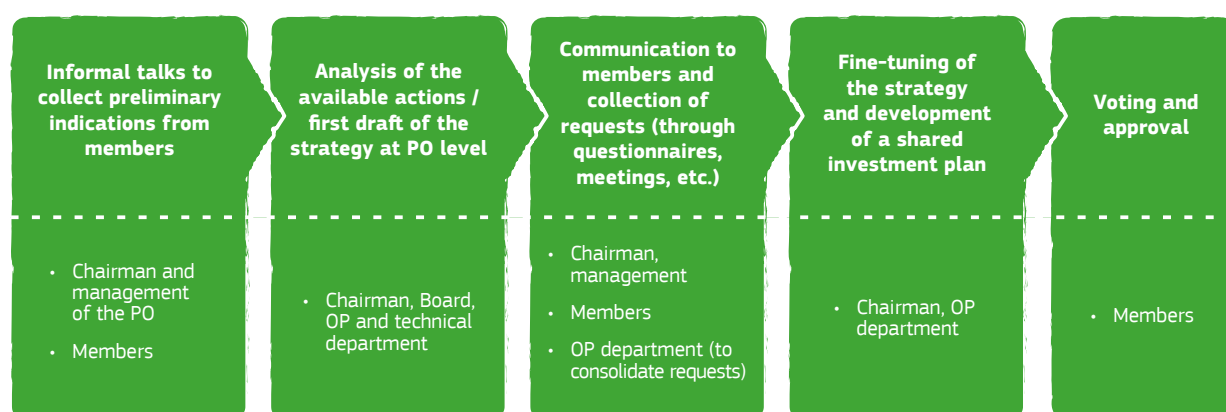 Informal talks to
collect preliminary
indications from
members
• Chairman and
management
of the PO
• Members
Analysis of the
available actions /
first draft of the
strategy at PO level
• Chairman, Board,
OP and technical
department
Communication to
members and
collection of
requests (through
questionnaires,
meetings, etc.)
• Chairman,
management
• Members
• OP department (to
consolidate requests)
Fine-tuning of
the strategy
and development
of a shared
investment plan
• Chairman, OP
department
Voting and
approval
• Members